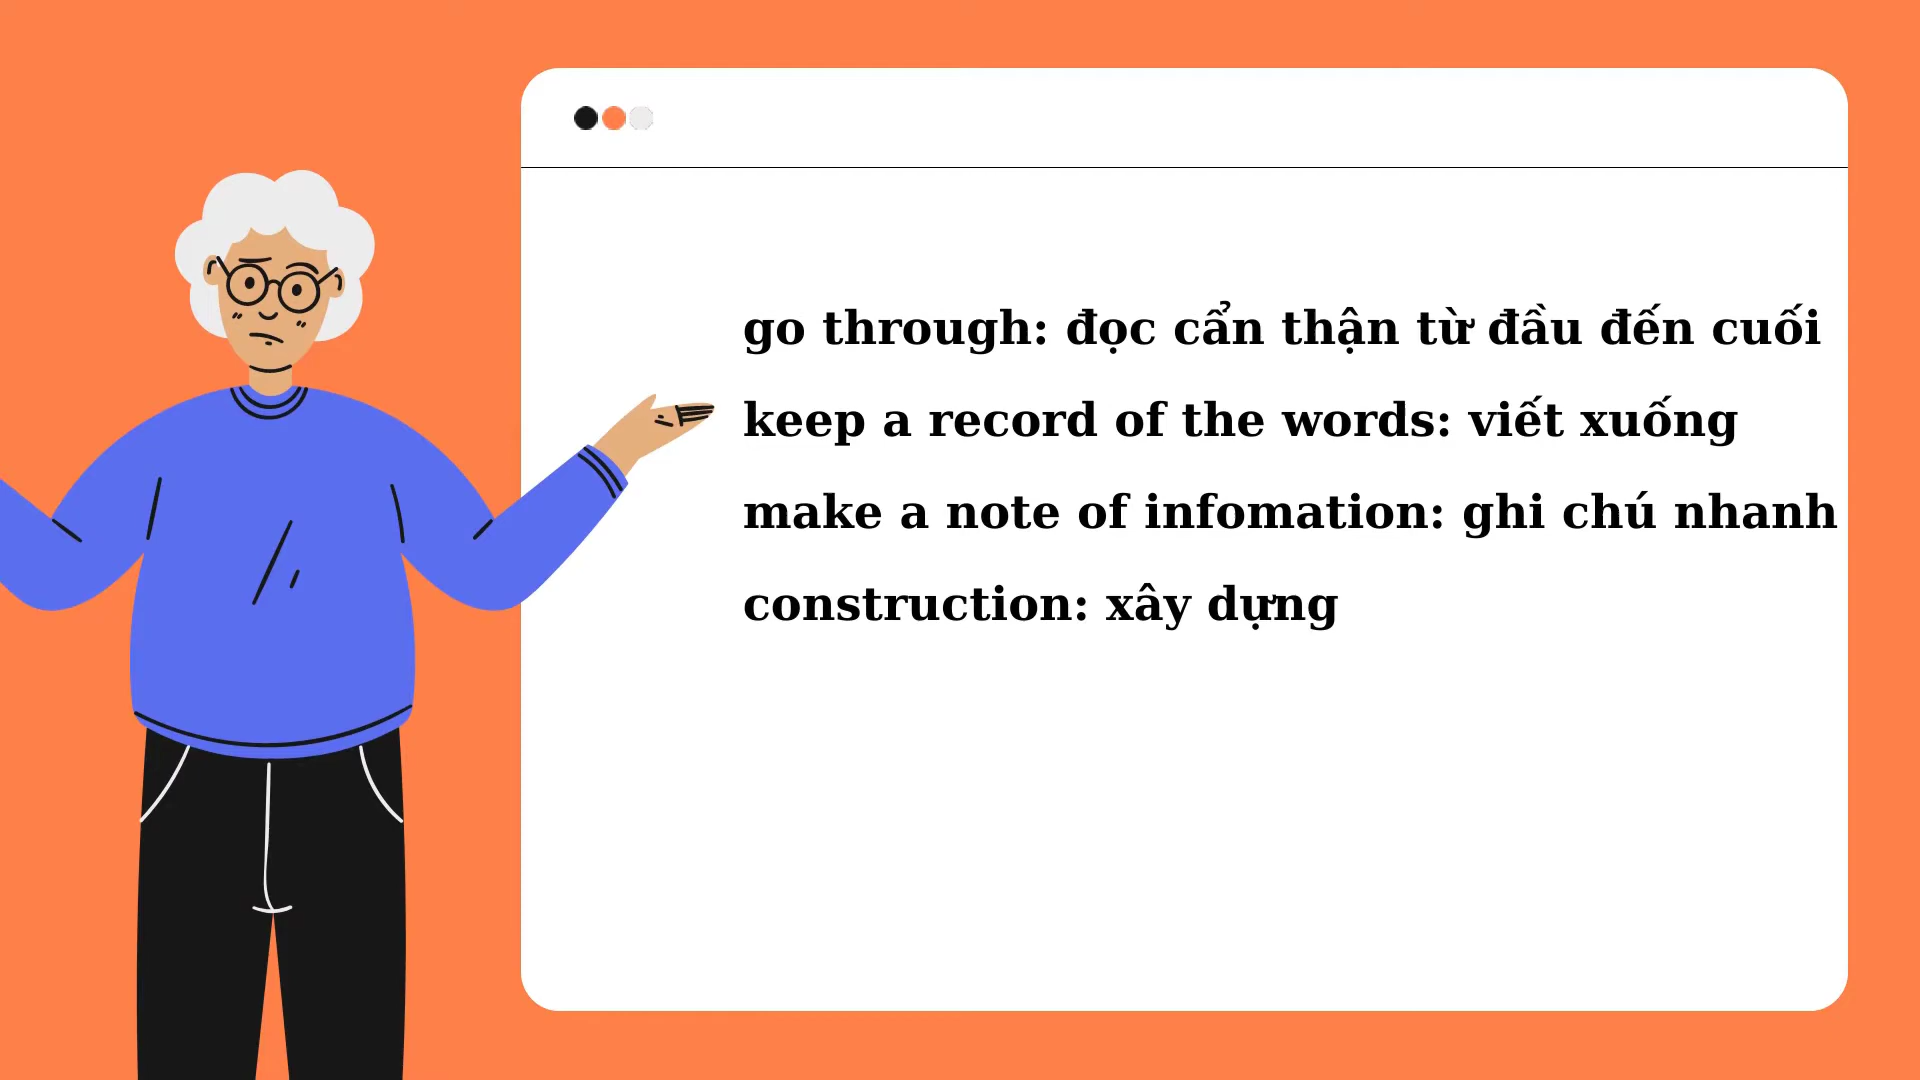 go through: đọc cẩn thận từ đầu đến cuối
keep a record of the words: viết xuống
make a note of infomation: ghi chú nhanh
construction: xây dựng